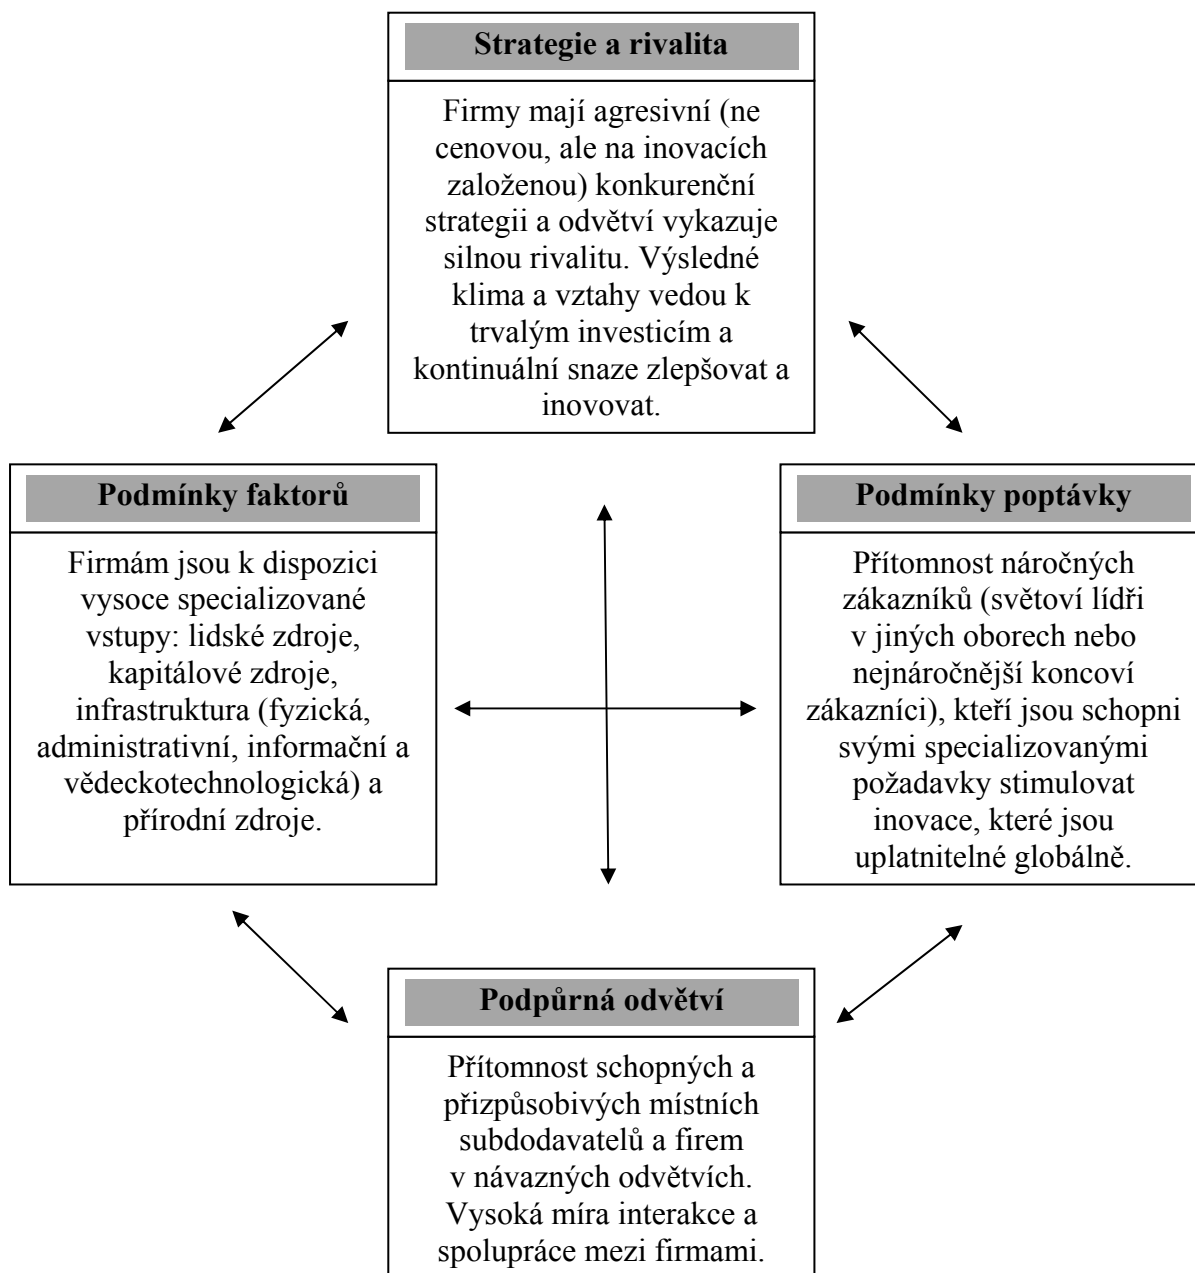 Strategie a rivalita
Firmy mají agresivní (ne
cenovou, ale na inovacích
založenou) konkurenční
strategii a odvětví vykazuje
silnou rivalitu. Výsledné
klima a vztahy vedou k
trvalým investicím a
kontinuální snaze zlepšovat a
inovovat.
Podmínky faktorů
Firmám jsou k dispozici
vysoce specializované
vstupy: lidské zdroje,
kapitálové zdroje,
infrastruktura (fyzická,
administrativní, informační a
vědeckotechnologická) a
přírodní zdroje.
Podmínky poptávky
Přítomnost náročných
zákazníků (světoví lídři
v jiných oborech nebo
nejnáročnější koncoví
zákazníci), kteří jsou schopni
svými specializovanými
požadavky stimulovat
inovace, které jsou
uplatnitelné globálně.
Podpůrná odvětví
Přítomnost schopných a
přizpůsobivých místních
subdodavatelů a firem
v návazných odvětvích.
Vysoká míra interakce a
spolupráce mezi firmami.